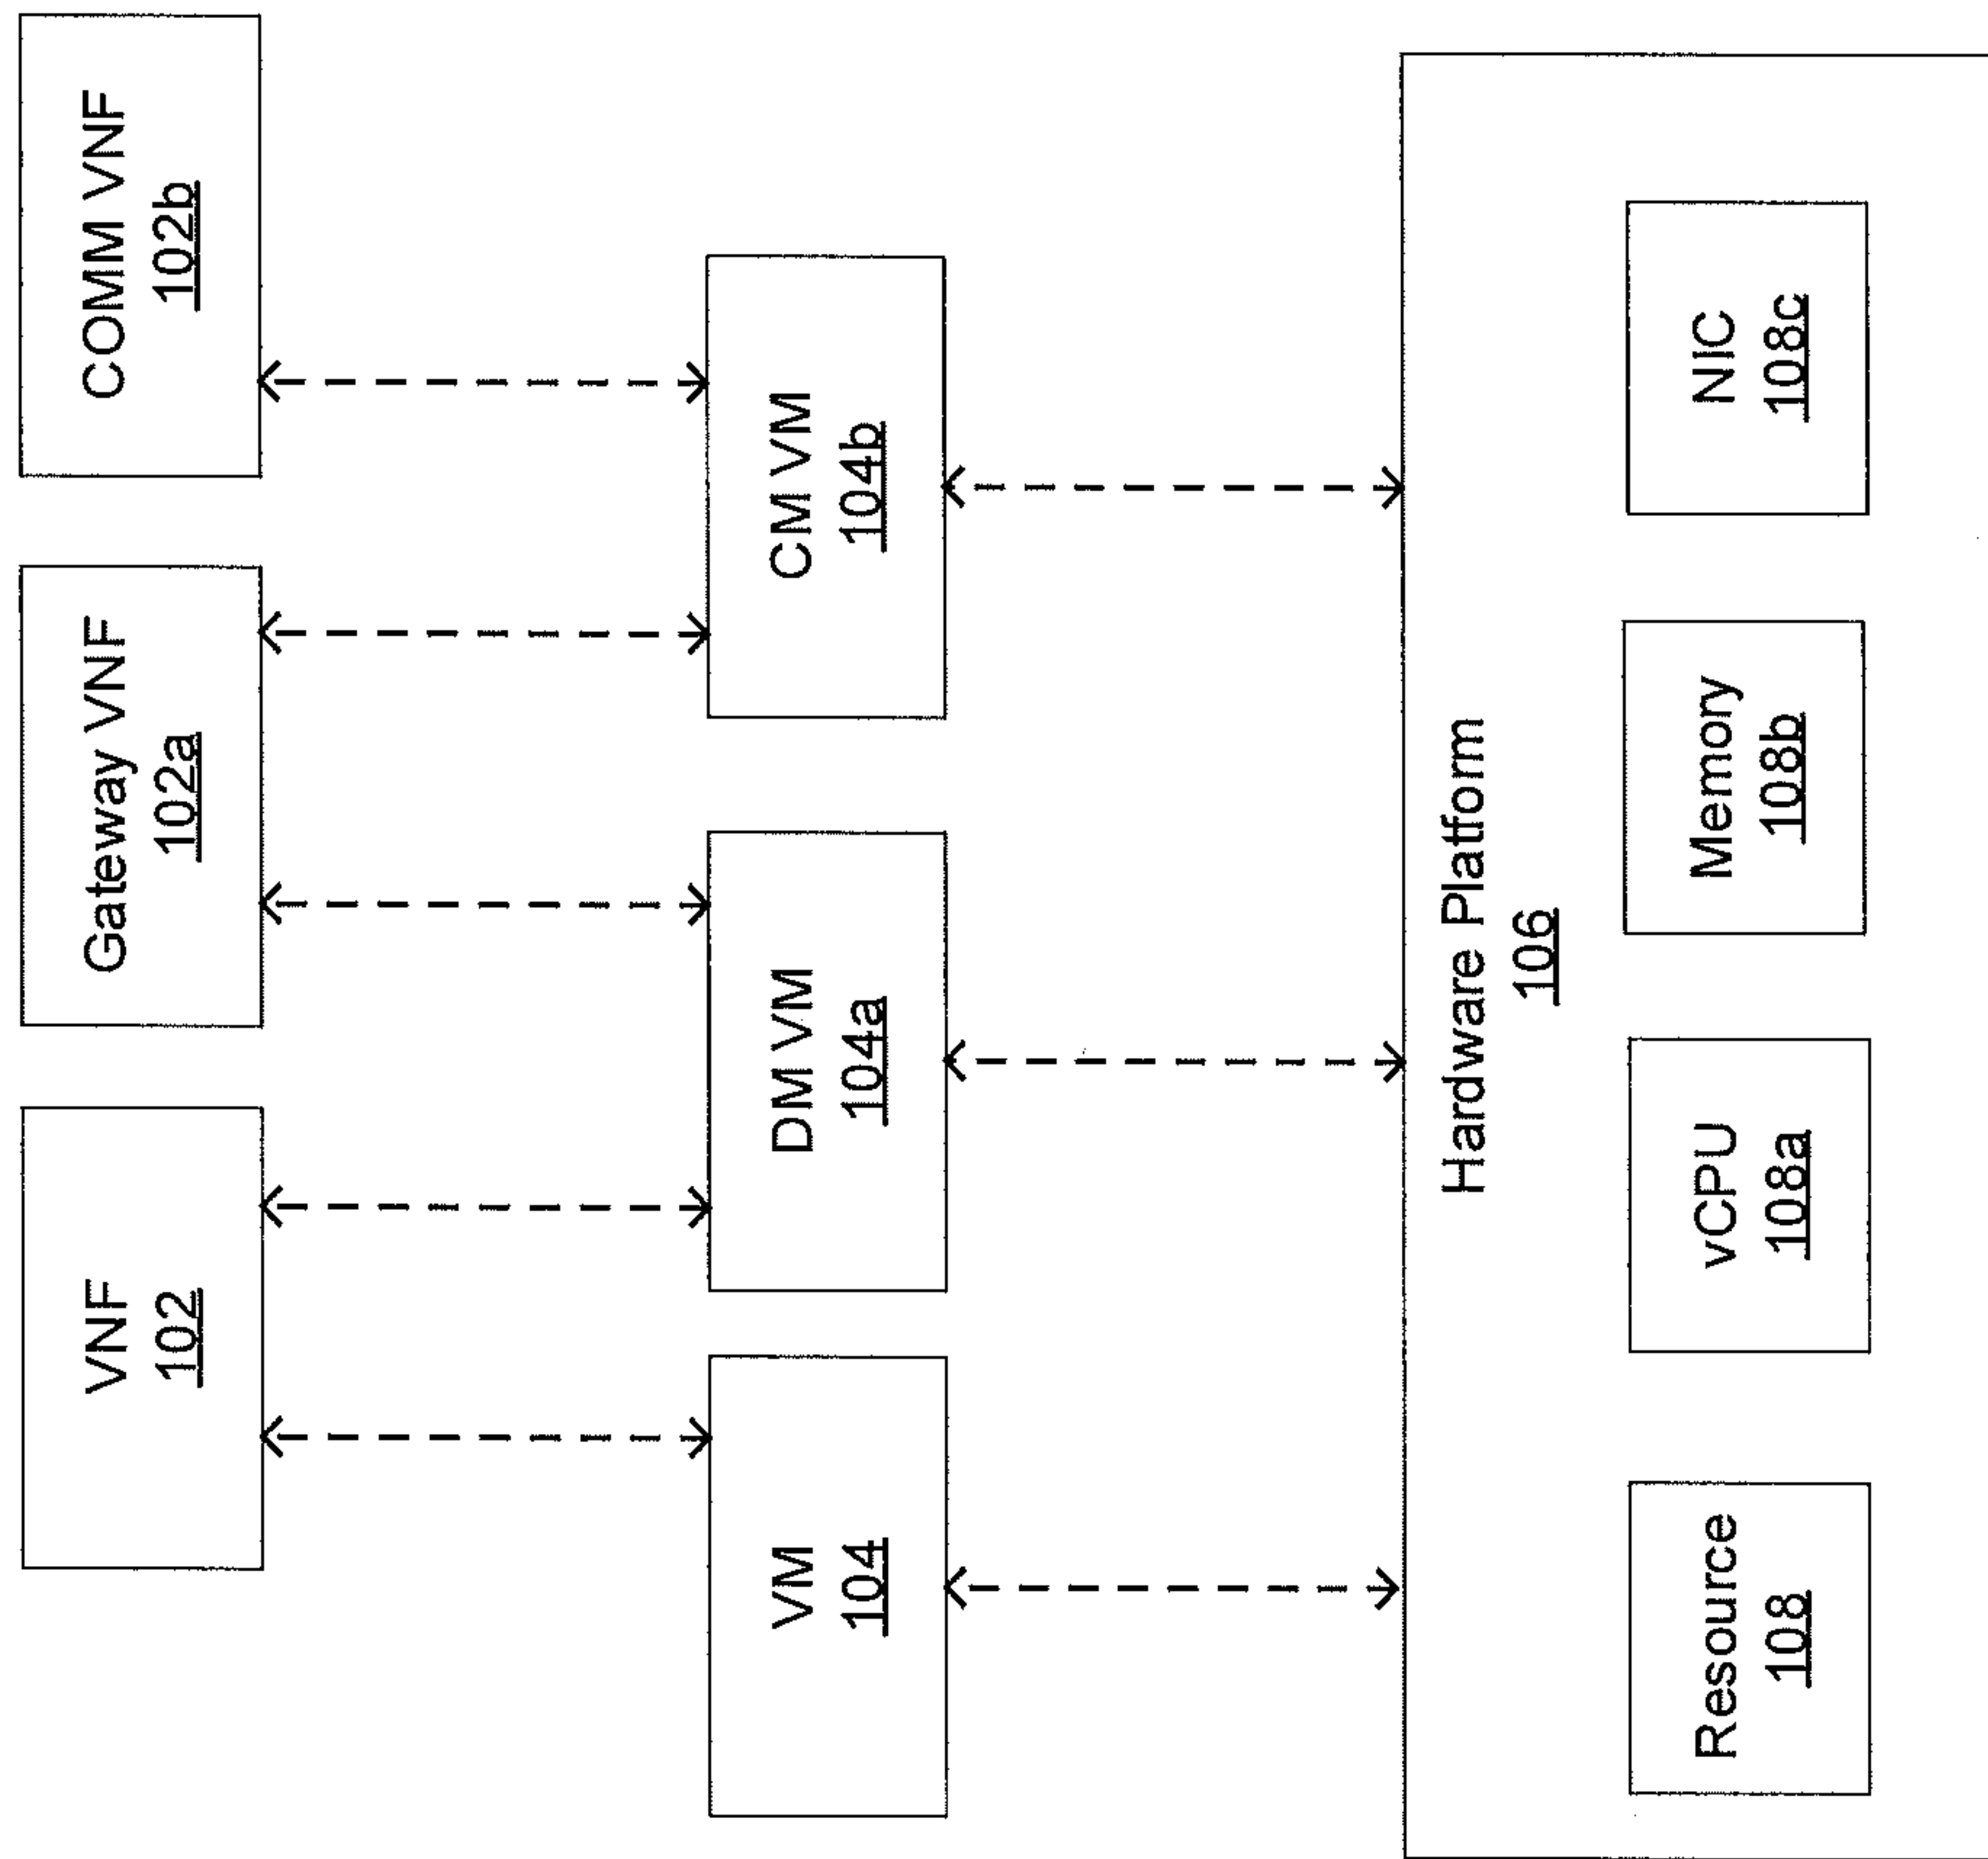 VNF
102
Gateway VNF
102a
COMM VNF
102b
VM
104
DM VM
104a
CM VM
104b
Hardware Platform
106
Resource
108
vCPU
108a
Memory
108b
NIC
108c